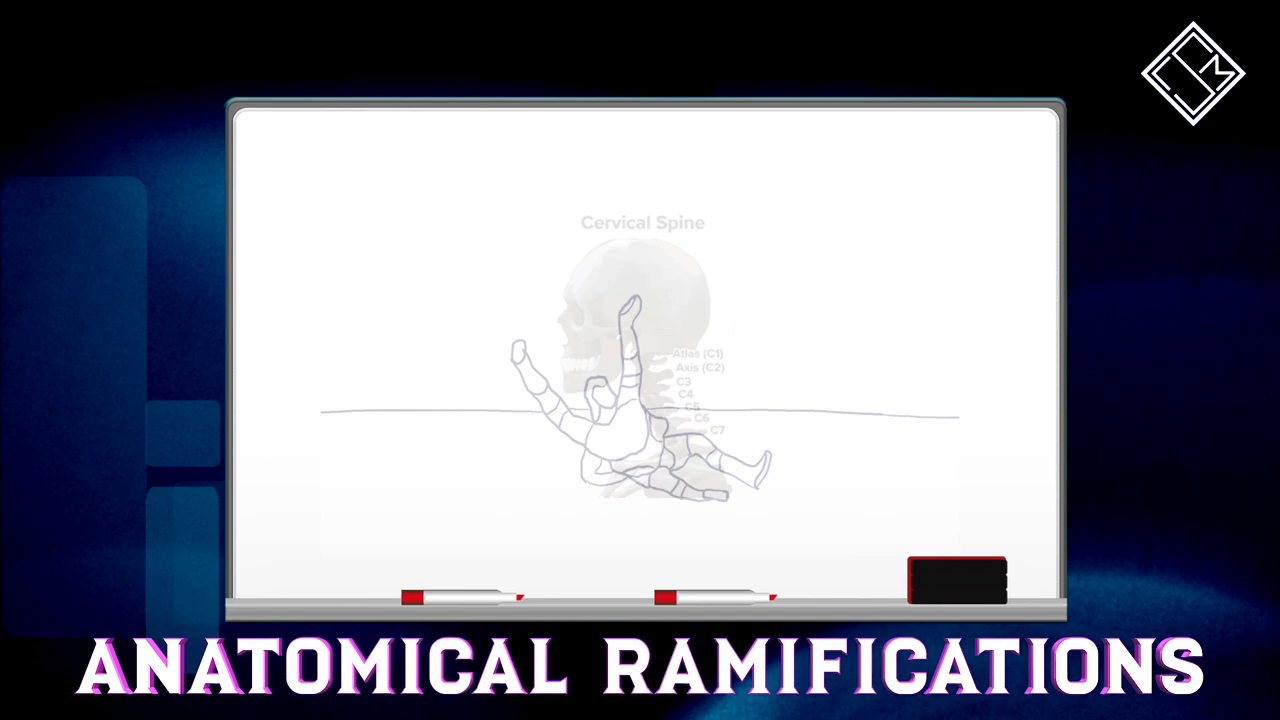 Cervical Spine
Atlas (C1)
Axis (C2)
C3
C4
C5
C6
C7
ANATOMICAL RAMIFICATIONS